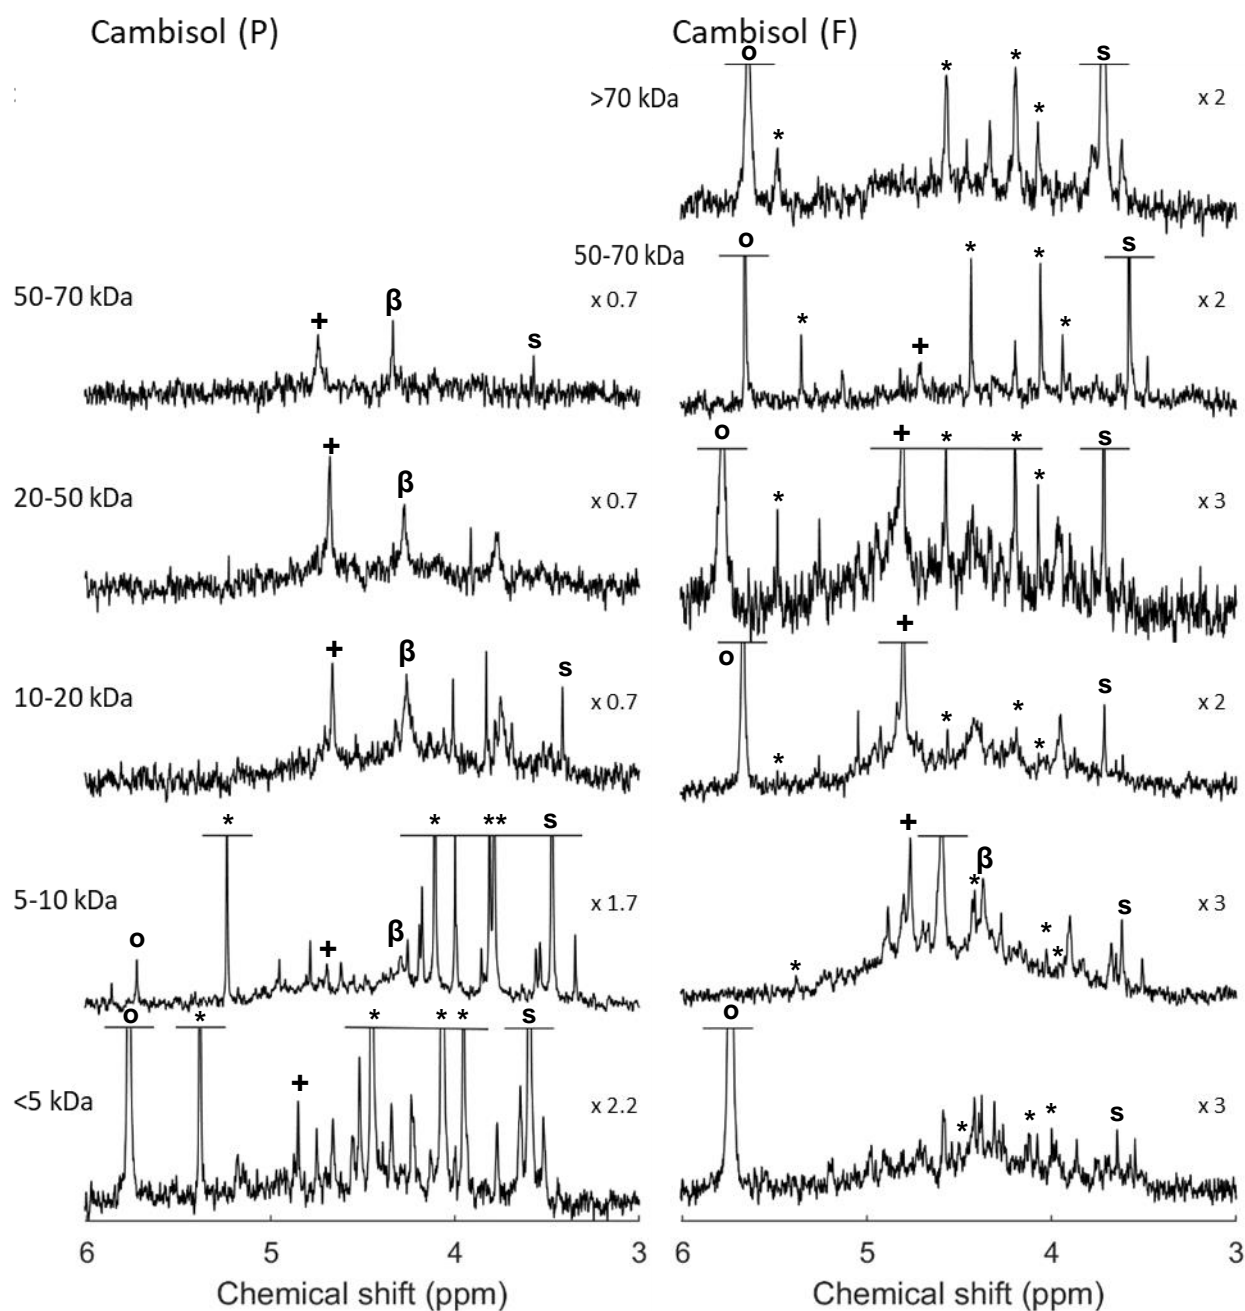 Cambisol (P)
Cambisol (F)
o * * * s
>70 kDa
* x 2
50-70 kDa
o * * s
50-70 kDa
x 0.7
+ β s
* + *
x 2
20-50 kDa
+ β
x 0.7
o + * * s
* *
x 3
10-20 kDa
+ β s
x 0.7
+
o * * * * s
x 2
5-10 kDa
* * ** s
o + β
x 1.7
+ β
* * * * s
x 3
<5 kDa
o * * * * s
+
x 2.2
o
* * * s
x 3
6 5 4 3
6 5 4 3
Chemical shift (ppm)
Chemical shift (ppm)